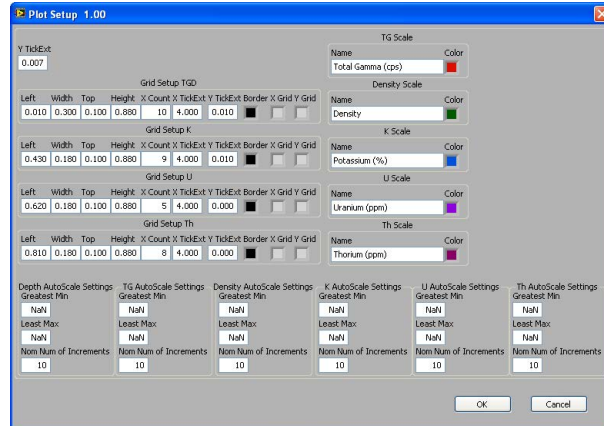 Plot Setup 1.00
Y TickExt
0.007
TG Scale
Name Color
Total Gamma (cps)
Grid Setup TGD
Left Width Top Height X Count X TickExt Y TickExt Border X Grid Y Grid
0.010 0.300 0.100 0.880 10 4.000 0.010
Density Scale
Name Color
Density
Grid Setup K
Left Width Top Height X Count X TickExt Y TickExt Border X Grid Y Grid
0.430 0.180 0.100 0.880 9 4.000 0.010
K Scale
Name Color
Potassium (%)
Grid Setup U
Left Width Top Height X Count X TickExt Y TickExt Border X Grid Y Grid
0.620 0.180 0.100 0.880 5 4.000 0.000
U Scale
Name Color
Uranium (ppm)
Grid Setup Th
Left Width Top Height X Count X TickExt Y TickExt Border X Grid Y Grid
0.810 0.180 0.100 0.880 8 4.000 0.000
Th Scale
Name Color
Thorium (ppm)
Depth AutoScale Settings TG AutoScale Settings Density AutoScale Settings K AutoScale Settings U AutoScale Settings Th AutoScale Settings
Greatest Min Greatest Min Greatest Min Greatest Min Greatest Min Greatest Min
NaN NaN NaN NaN NaN NaN
Least Max Least Max Least Max Least Max Least Max Least Max
NaN NaN NaN NaN NaN NaN
Nom Num of Increments Nom Num of Increments Nom Num of Increments Nom Num of Increments Nom Num of Increments Nom Num of Increments
10 10 10 10 10 10
OK Cancel